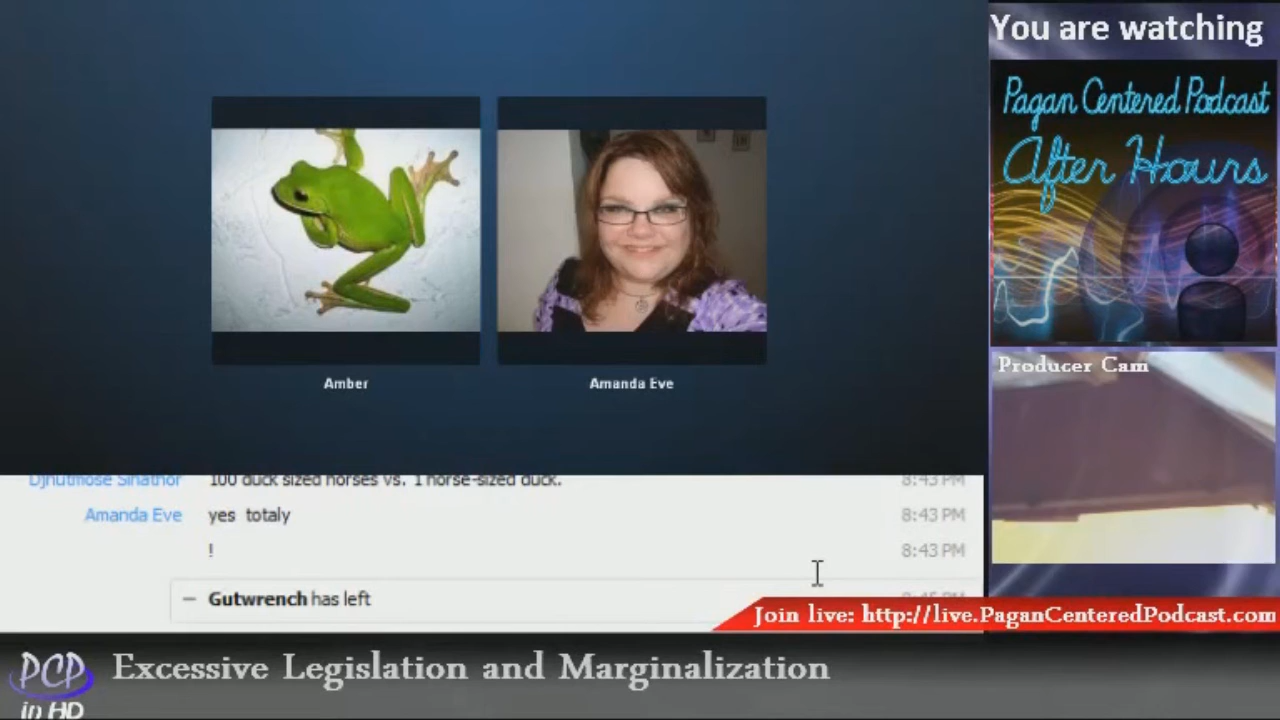 You are watching
Pagan Centered Podcast
After Hours
Producer Cam
Amber
Amanda Eve
Djhutmose Sinathor 100 duck sized horses vs. 1 horse-sized duck. 8:43 PM
Amanda Eve yes totaly 8:43 PM
! 8:43 PM
— Gutwrench has left
Join live: http://live.PaganCenteredPodcast.com
PCP in HD
Excessive Legislation and Marginalization